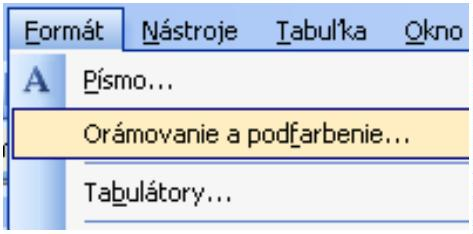 Formát Nástroje Tabuľka Okno
Písmo...
Orámovanie a podfarbenie...
Tabulátory...